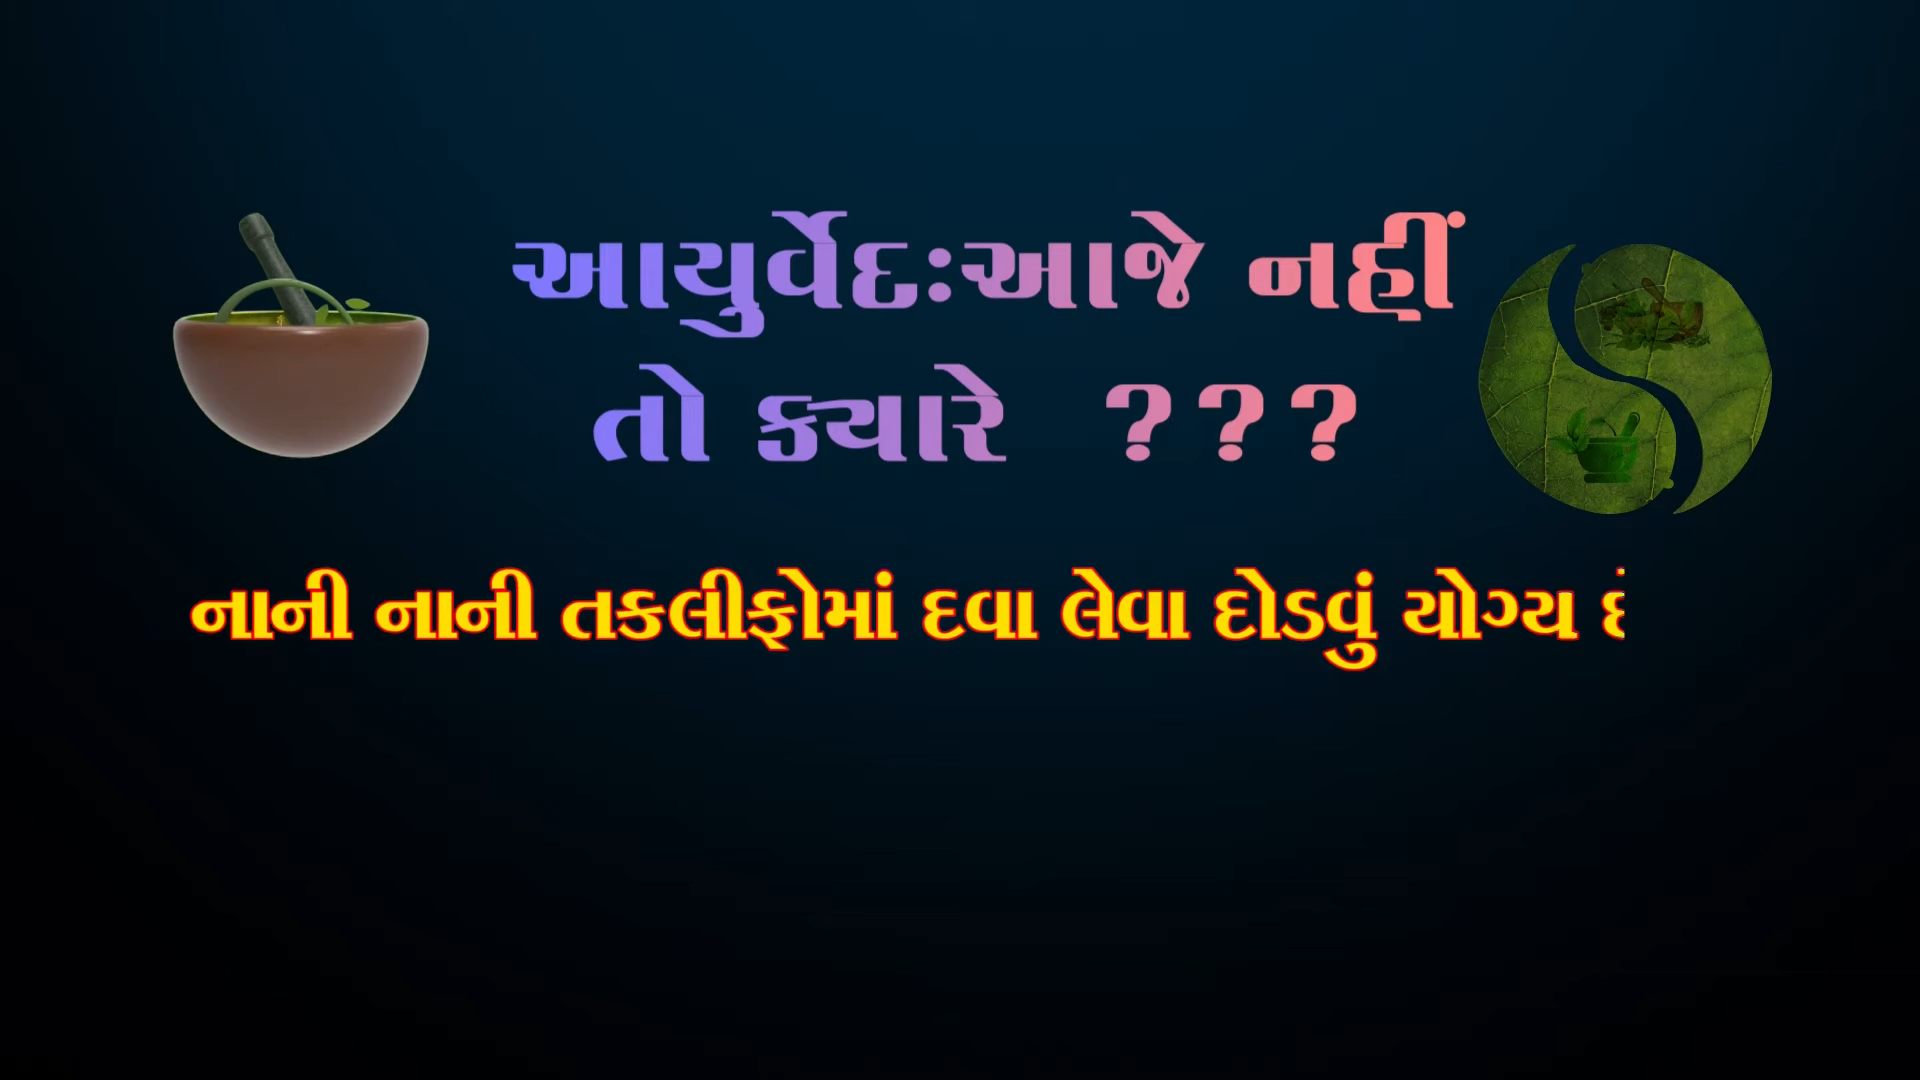 આયુર્વેદઃઆજે નહીં
તો ક્યારે ???
નાની નાની તકલીફોમાં દવા લેવા દોડવું યોગ્ય